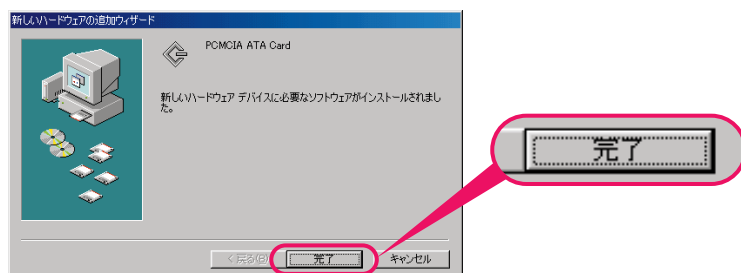 新しいハードウェアの追加ウィザード
PCMCIA ATA Card
新しいハードウェア デバイスに必要なソフトウェアがインストールされまし
た。
< 戻る(B) 完了 キャンセル
完了